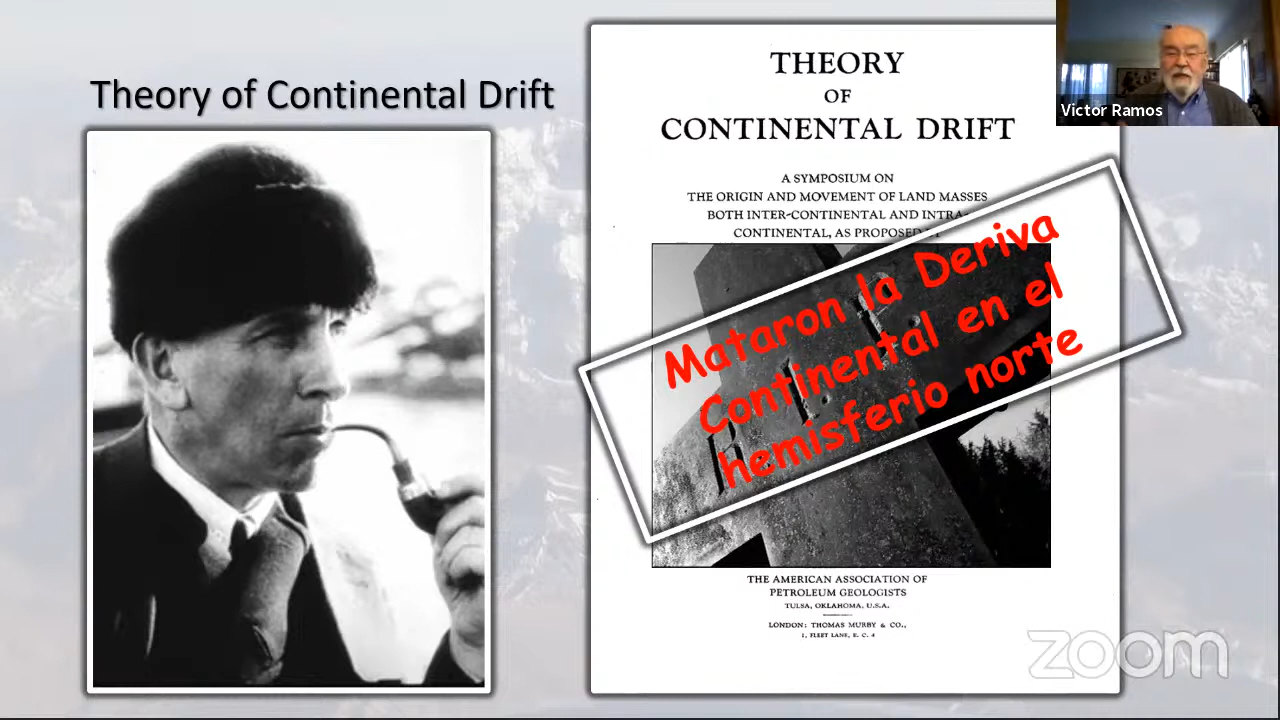 Theory of Continental Drift
THEORY
OF
CONTINENTAL DRIFT
A SYMPOSIUM ON
THE ORIGIN AND MOVEMENT OF LAND MASSES
BOTH INTER-CONTINENTAL AND INTRA-
CONTINENTAL, AS PROPOSED
Mataron la Deriva
Continental en el
hemisferio norte
THE AMERICAN ASSOCIATION OF
PETROLEUM GEOLOGISTS
TULSA, OKLAHOMA, U.S.A.
LONDON: THOMAS MURBY & CO.,
1, FLEET LANE, E. C. 4
Víctor Ramos
zoom